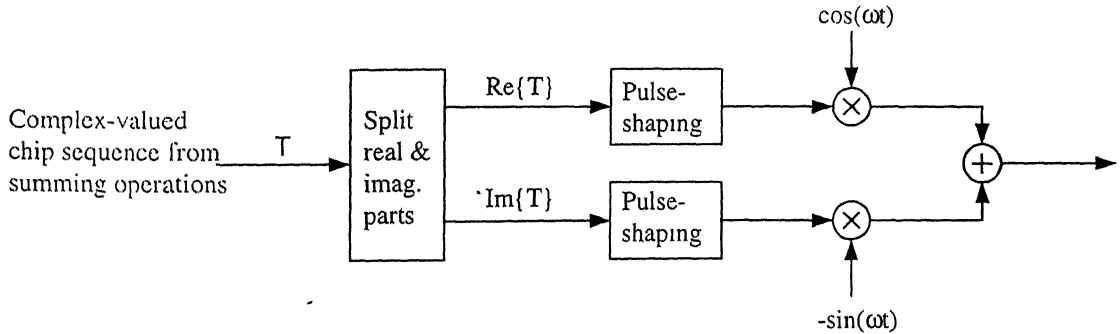 cos(ωt)
Complex-valued
chip sequence from
summing operations
T
Split
real &
imag.
parts
Re{T}
Im{T}
Pulse-
shaping
Pulse-
shaping
-sin(ωt)